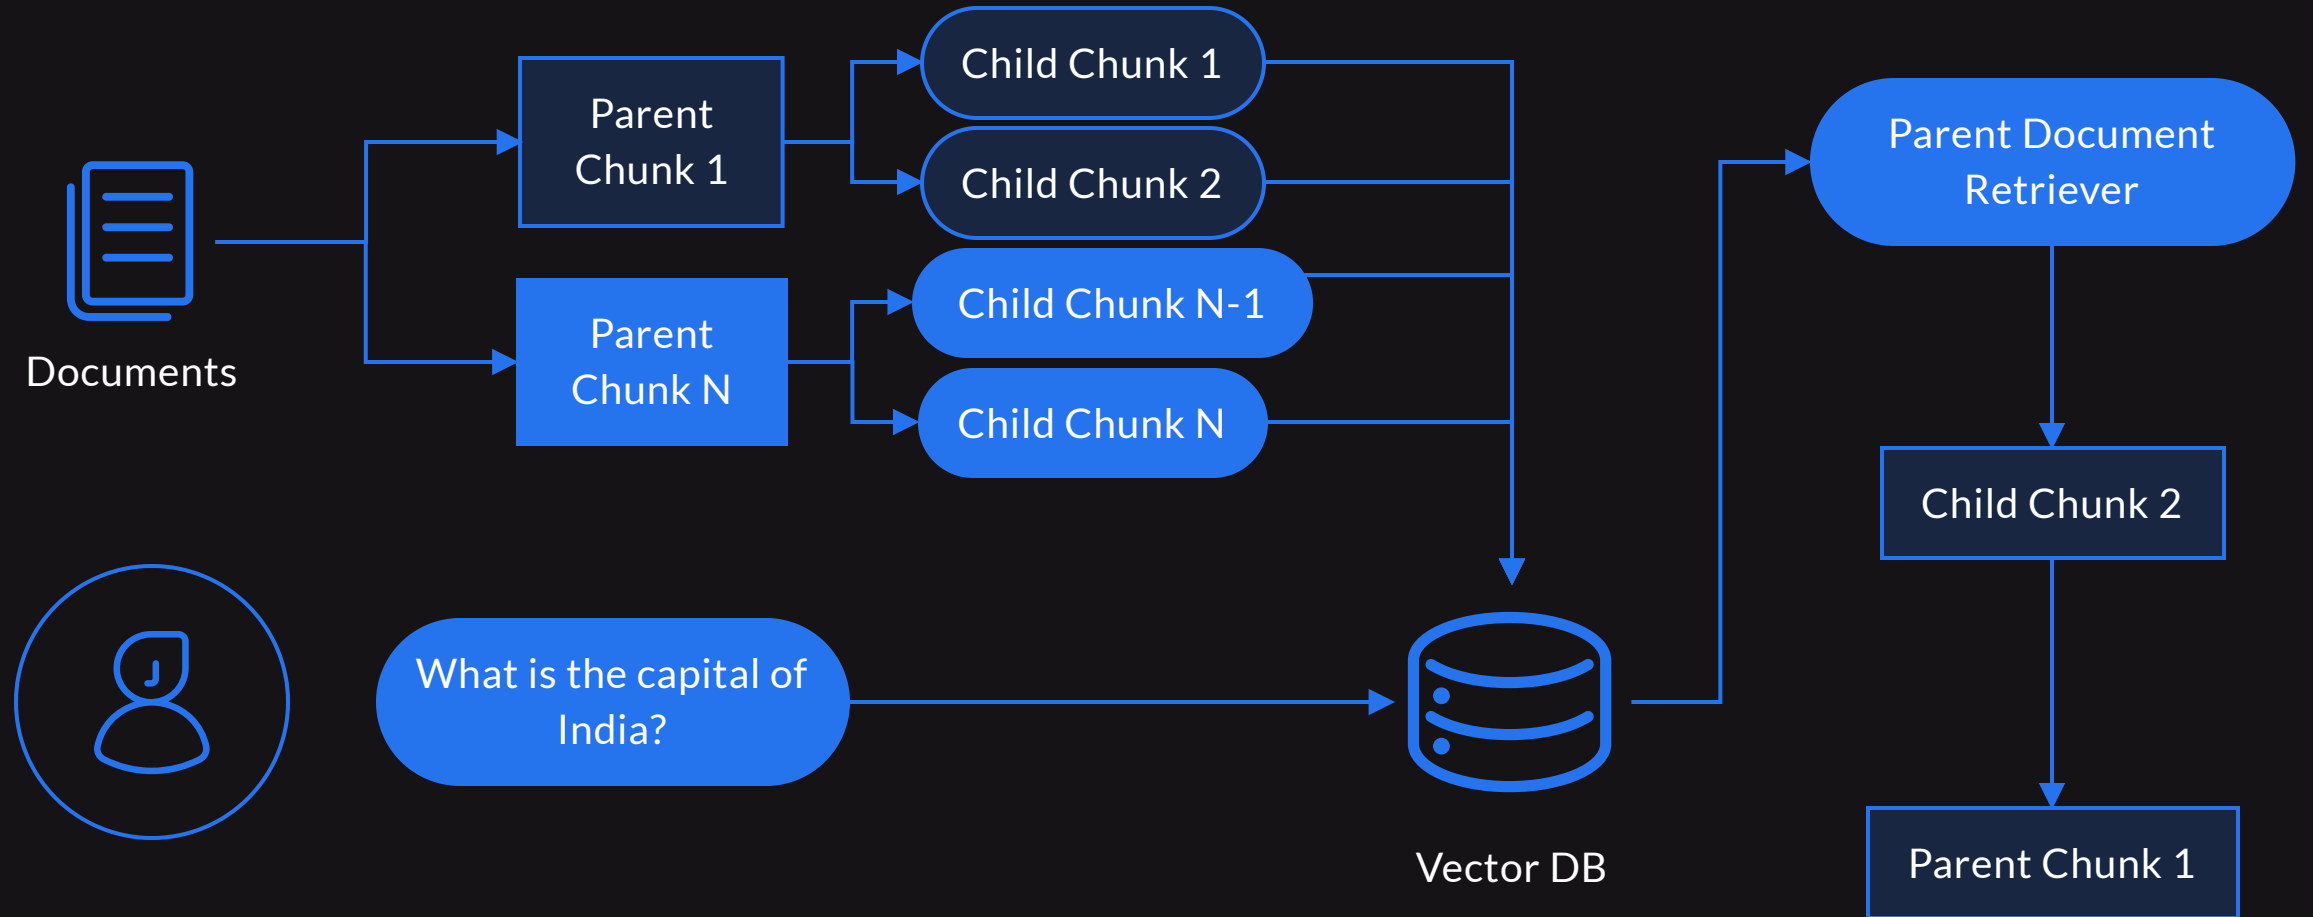 Documents
Parent
Chunk 1
Parent
Chunk N
Child Chunk 1
Child Chunk 2
Child Chunk N-1
Child Chunk N
What is the capital of
India?
Vector DB
Parent Document
Retriever
Child Chunk 2
Parent Chunk 1